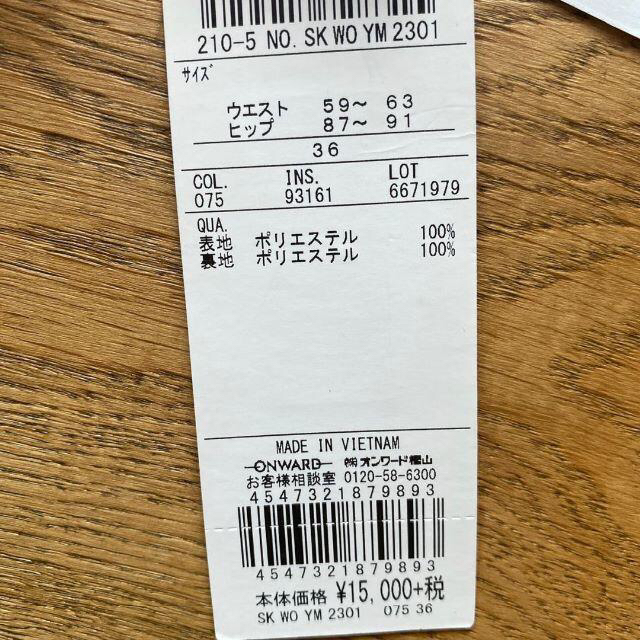 210-5 NO. SK WO YM 2301
サイズ
ウエスト 59~ 63
ヒップ 87~ 91
36
COL. INS. LOT
075 93161 6671979
QUA.
表地 ポリエステル 100%
裏地 ポリエステル 100%
MADE IN VIETNAM
ONWARD ㈱オンワード樫山
お客様相談室 0120-58-6300
4547321879893
4547321879893
本体価格 ¥15,000+税
SK WO YM 2301 075 36